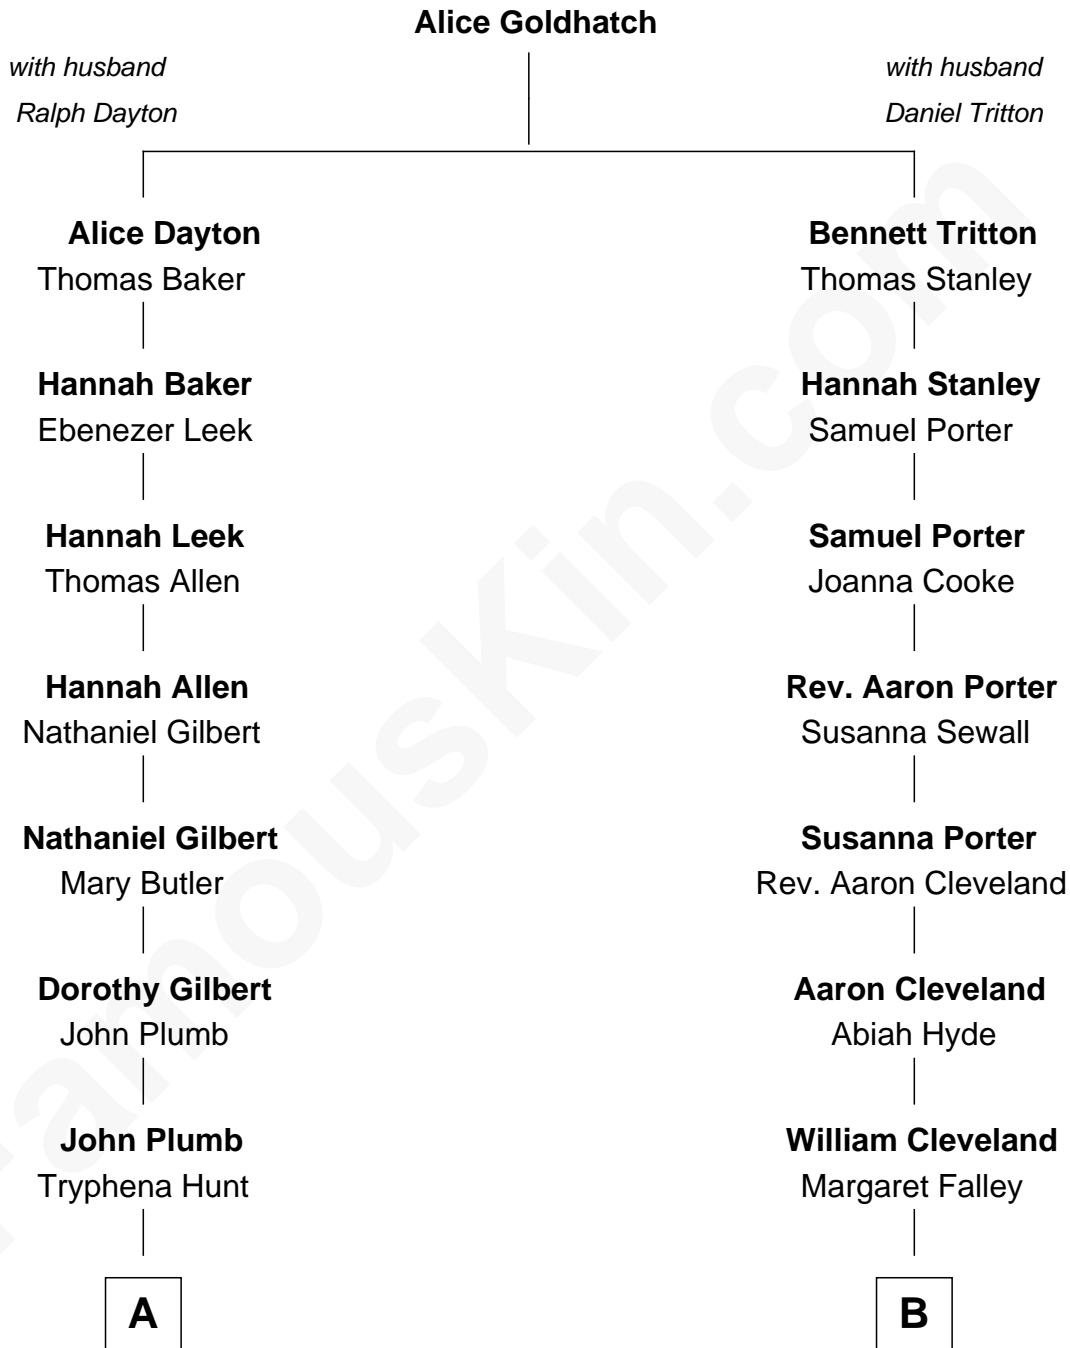 Alice Goldhatch
with husband
Ralph Dayton
with husband
Daniel Tritton
Alice Dayton
Thomas Baker
Hannah Baker
Ebenezer Leek
Hannah Leek
Thomas Allen
Hannah Allen
Nathaniel Gilbert
Nathaniel Gilbert
Mary Butler
Dorothy Gilbert
John Plumb
John Plumb
Tryphena Hunt
A
Bennett Tritton
Thomas Stanley
Hannah Stanley
Samuel Porter
Samuel Porter
Joanna Cooke
Rev. Aaron Porter
Susanna Sewall
Susanna Porter
Rev. Aaron Cleveland
Aaron Cleveland
Abiah Hyde
William Cleveland
Margaret Falley
B
FamousKin.com